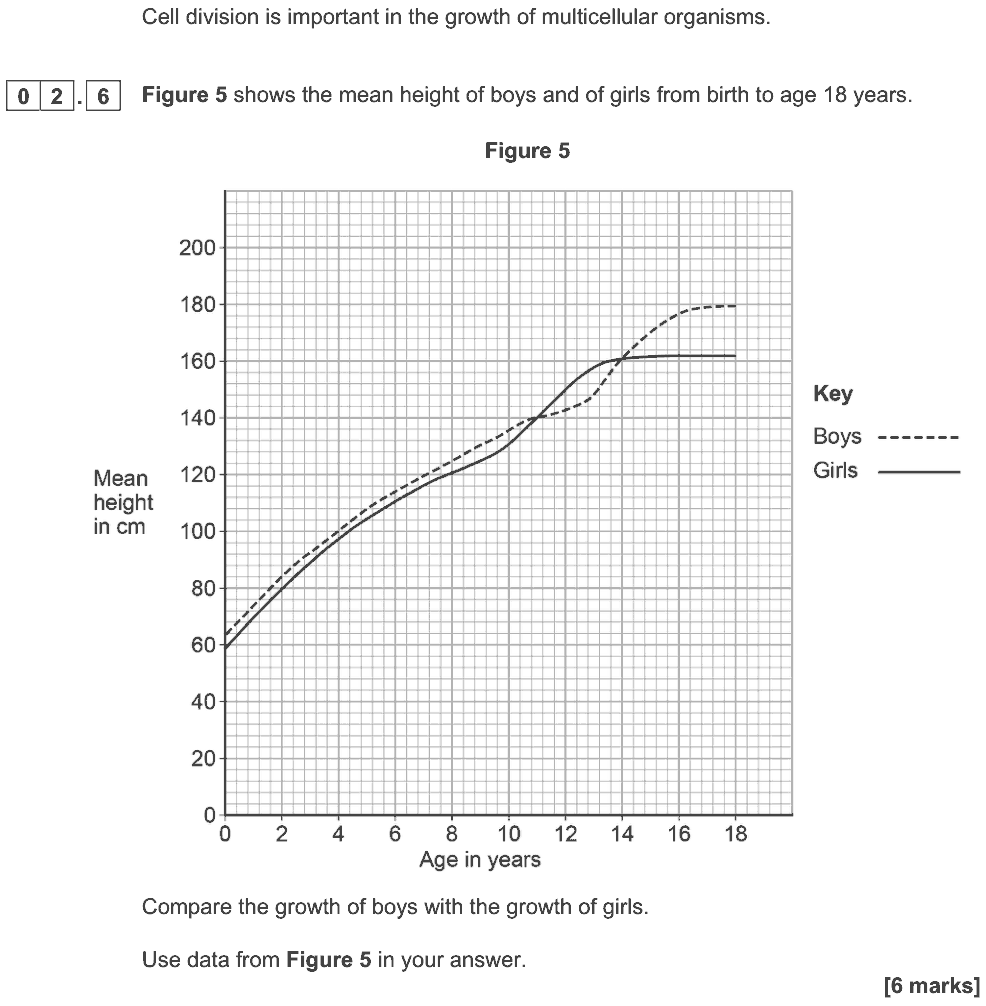 Cell division is important in the growth of multicellular organisms.
0 2 . 6 Figure 5 shows the mean height of boys and of girls from birth to age 18 years.
Figure 5
200
180
160
140
120
100
80
60
40
20
0
Mean
height
in cm
0 2 4 6 8 10 12 14 16 18
Age in years
Key
Boys
Girls
Compare the growth of boys with the growth of girls.
Use data from Figure 5 in your answer.
[6 marks]